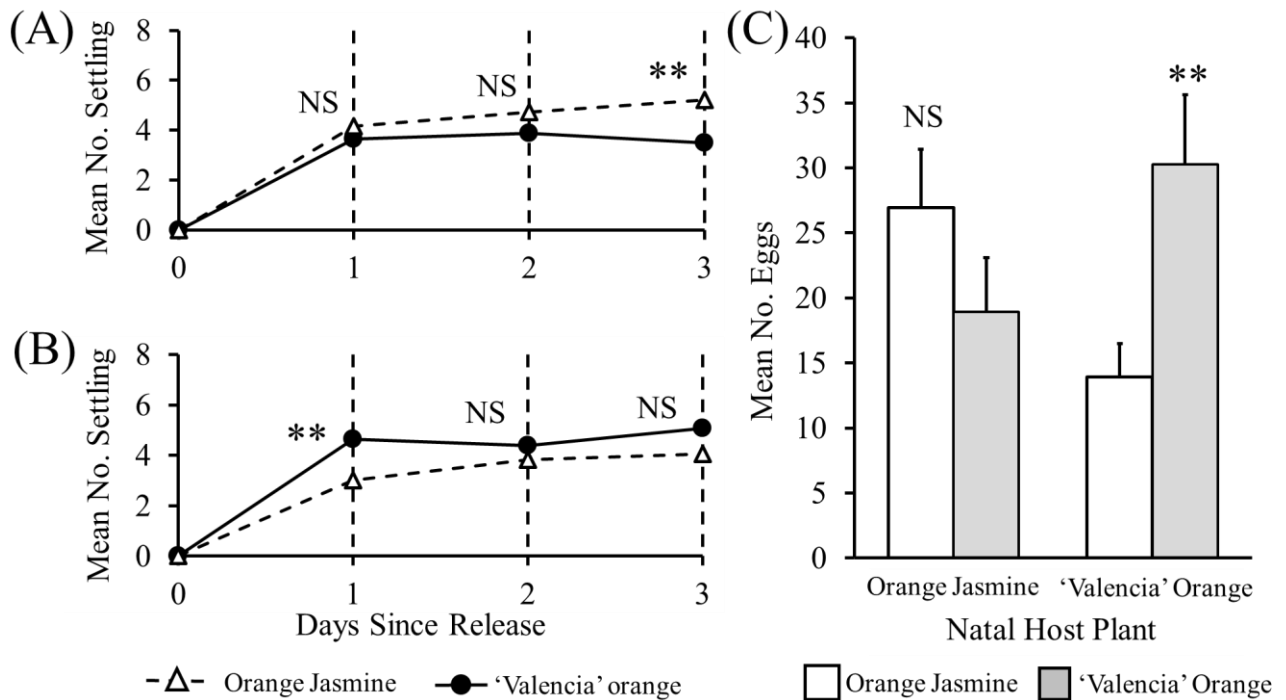 (A)
Mean No. Settling
8
6
4
2
0
NS
NS
**
0 1 2 3
(B)
Mean No. Settling
8
6
4
2
0
**
NS
NS
0 1 2 3
Days Since Release
Orange Jasmine
‘Valencia’ orange
(C)
Mean No. Eggs
40
35
30
25
20
15
10
5
0
NS
**
Orange Jasmine
‘Valencia’ Orange
Natal Host Plant
Orange Jasmine
‘Valencia’ Orange